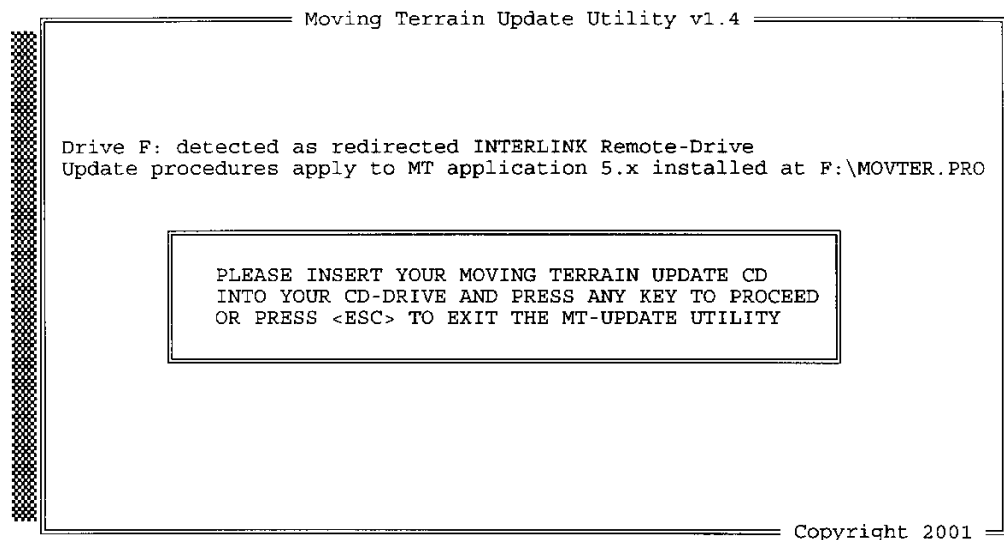 Moving Terrain Update Utility v1.4
Drive F: detected as redirected INTERLINK Remote-Drive
Update procedures apply to MT application 5.x installed at F:\MOVTER.PRO
PLEASE INSERT YOUR MOVING TERRAIN UPDATE CD
INTO YOUR CD-DRIVE AND PRESS ANY KEY TO PROCEED
OR PRESS <ESC> TO EXIT THE MT-UPDATE UTILITY
Copyright 2001